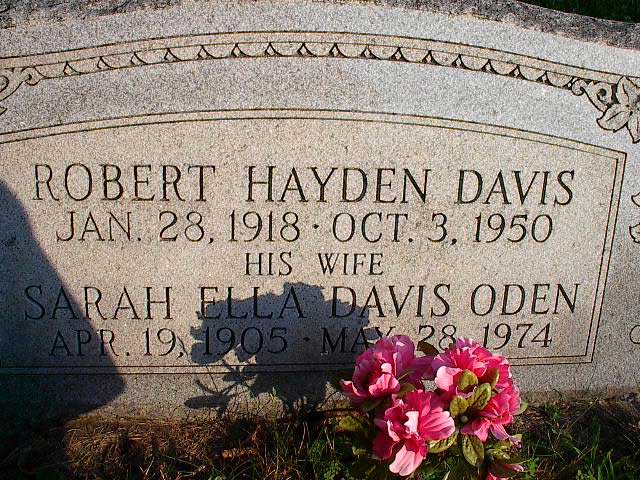 ROBERT HAYDEN DAVIS
JAN. 28, 1918 · OCT. 3, 1950
HIS WIFE
SARAH ELLA DAVIS ODEN
APR. 19, 1905 · MAY 28 1974